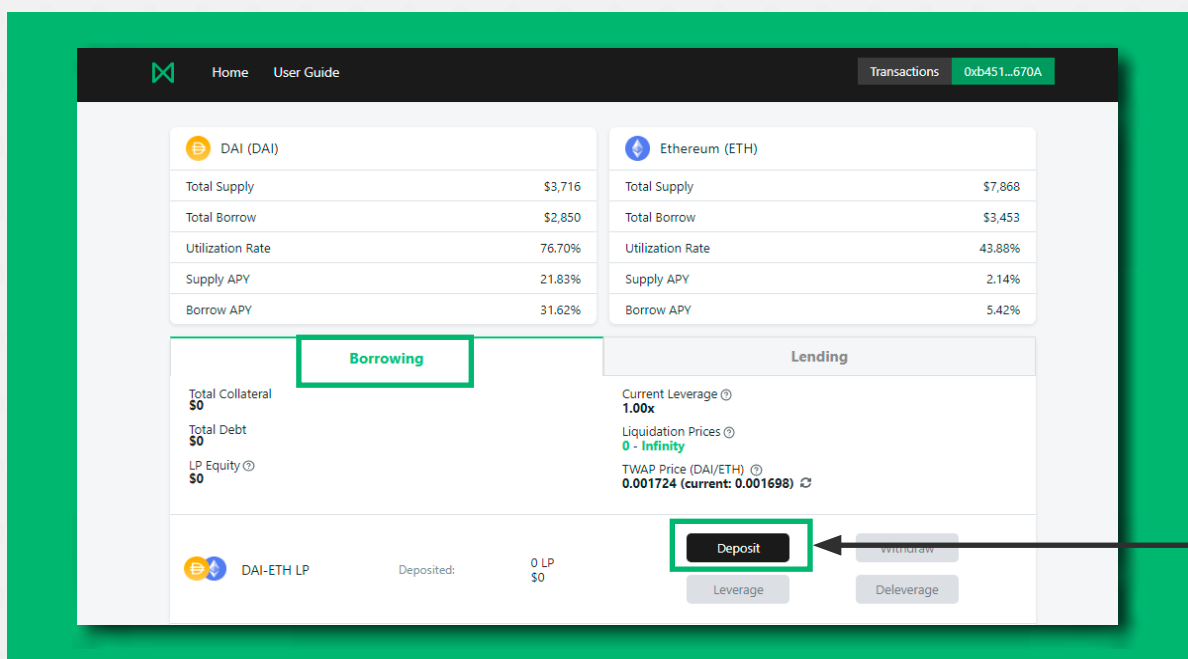 Home User Guide Transactions 0xb451...670A
DAI (DAI)
Total Supply $3,716
Total Borrow $2,850
Utilization Rate 76.70%
Supply APY 21.83%
Borrow APY 31.62%
Ethereum (ETH)
Total Supply $7,868
Total Borrow $3,453
Utilization Rate 43.88%
Supply APY 2.14%
Borrow APY 5.42%
Borrowing Lending
Total Collateral
$0
Total Debt
$0
LP Equity
$0
Current Leverage
1.00x
Liquidation Prices
0 - Infinity
TWAP Price (DAI/ETH)
0.001724 (current: 0.001698)
DAI-ETH LP Deposited: 0 LP
$0
Deposit Withdraw
Leverage Deleverage